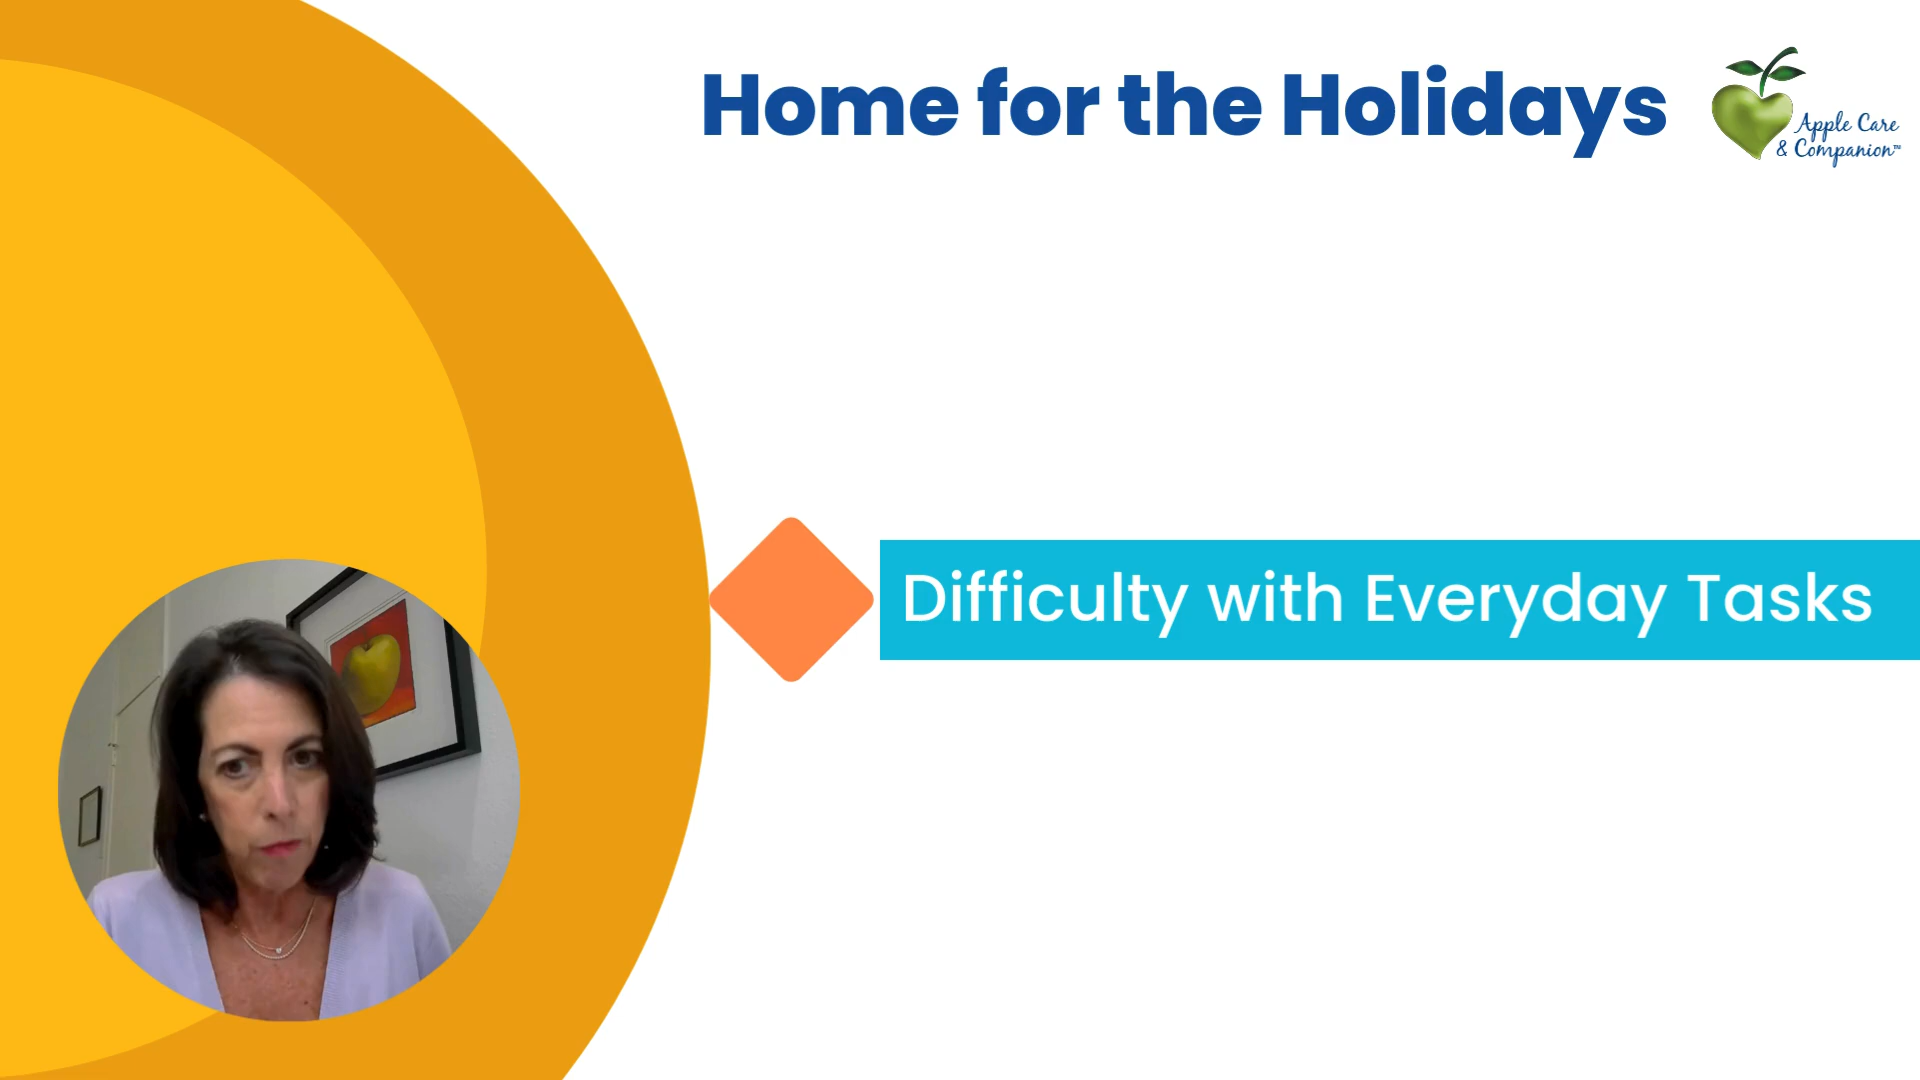 Home for the Holidays
Apple Care
& Companion™
Difficulty with Everyday Tasks